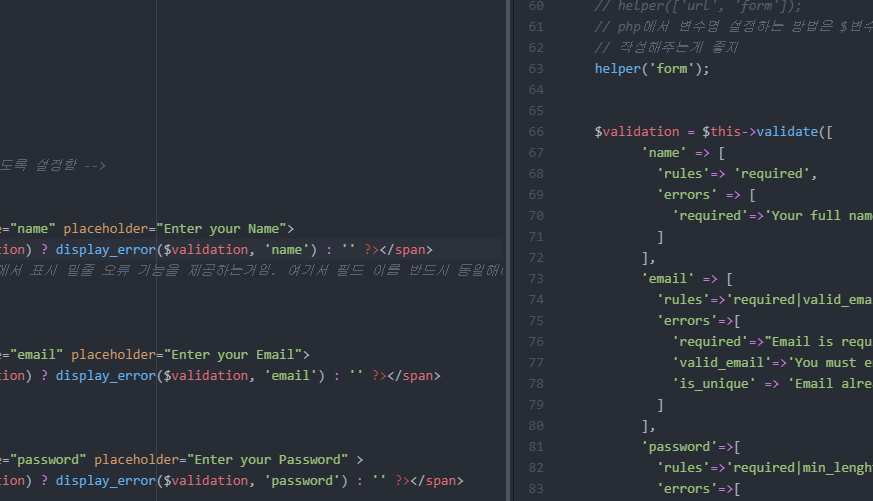 도록 설정함 -->
="name" placeholder="Enter your Name">
tion) ? display_error($validation, 'name') : '' ?></span>
에서 표시 밑줄 오류 기능을 제공하는거임. 여기서 필드 이름 반드시 동일해야
="email" placeholder="Enter your Email">
tion) ? display_error($validation, 'email') : '' ?></span>
="password" placeholder="Enter your Password" >
tion) ? display_error($validation, 'password') : '' ?></span>
60 // helper(['url', 'form']);
61 // php에서 변수명 설정하는 방법은 $변수
62 // 작성해주는게 좋지
63 helper('form');
64
65
66 $validation = $this->validate([
67 'name' => [
68 'rules'=> 'required',
69 'errors' => [
70 'required'=>'Your full nam
71 ]
72 ],
73 'email' => [
74 'rules'=>'required|valid_ema
75 'errors'=>[
76 'required'=>"Email is requ
77 'valid_email'=>'You must e
78 'is_unique' => 'Email alre
79 ]
80 ],
81 'password'=>[
82 'rules'=>'required|min_lenght
83 'errors'=>[